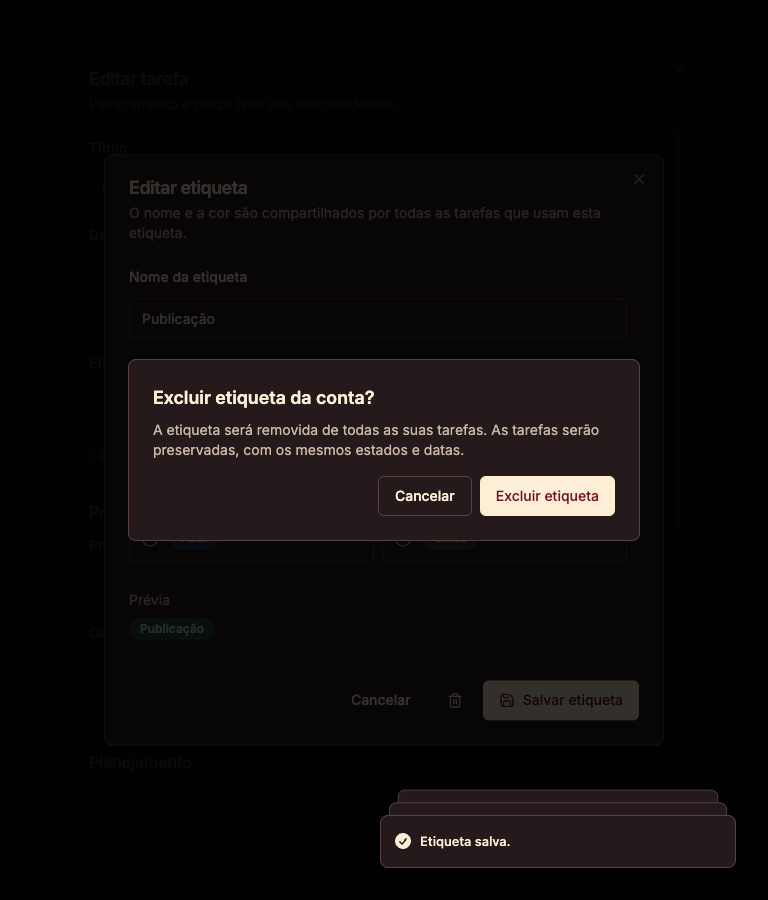 Editar tarefa
Planejamento e prazo final são independentes.
Título
Editar etiqueta
O nome e a cor são compartilhados por todas as tarefas que usam esta
etiqueta.
Nome da etiqueta
Publicação
Excluir etiqueta da conta?
A etiqueta será removida de todas as suas tarefas. As tarefas serão
preservadas, com os mesmos estados e datas.
Cancelar
Excluir etiqueta
Prévia
Publicação
Cancelar
Salvar etiqueta
Planejamento
Etiqueta salva.